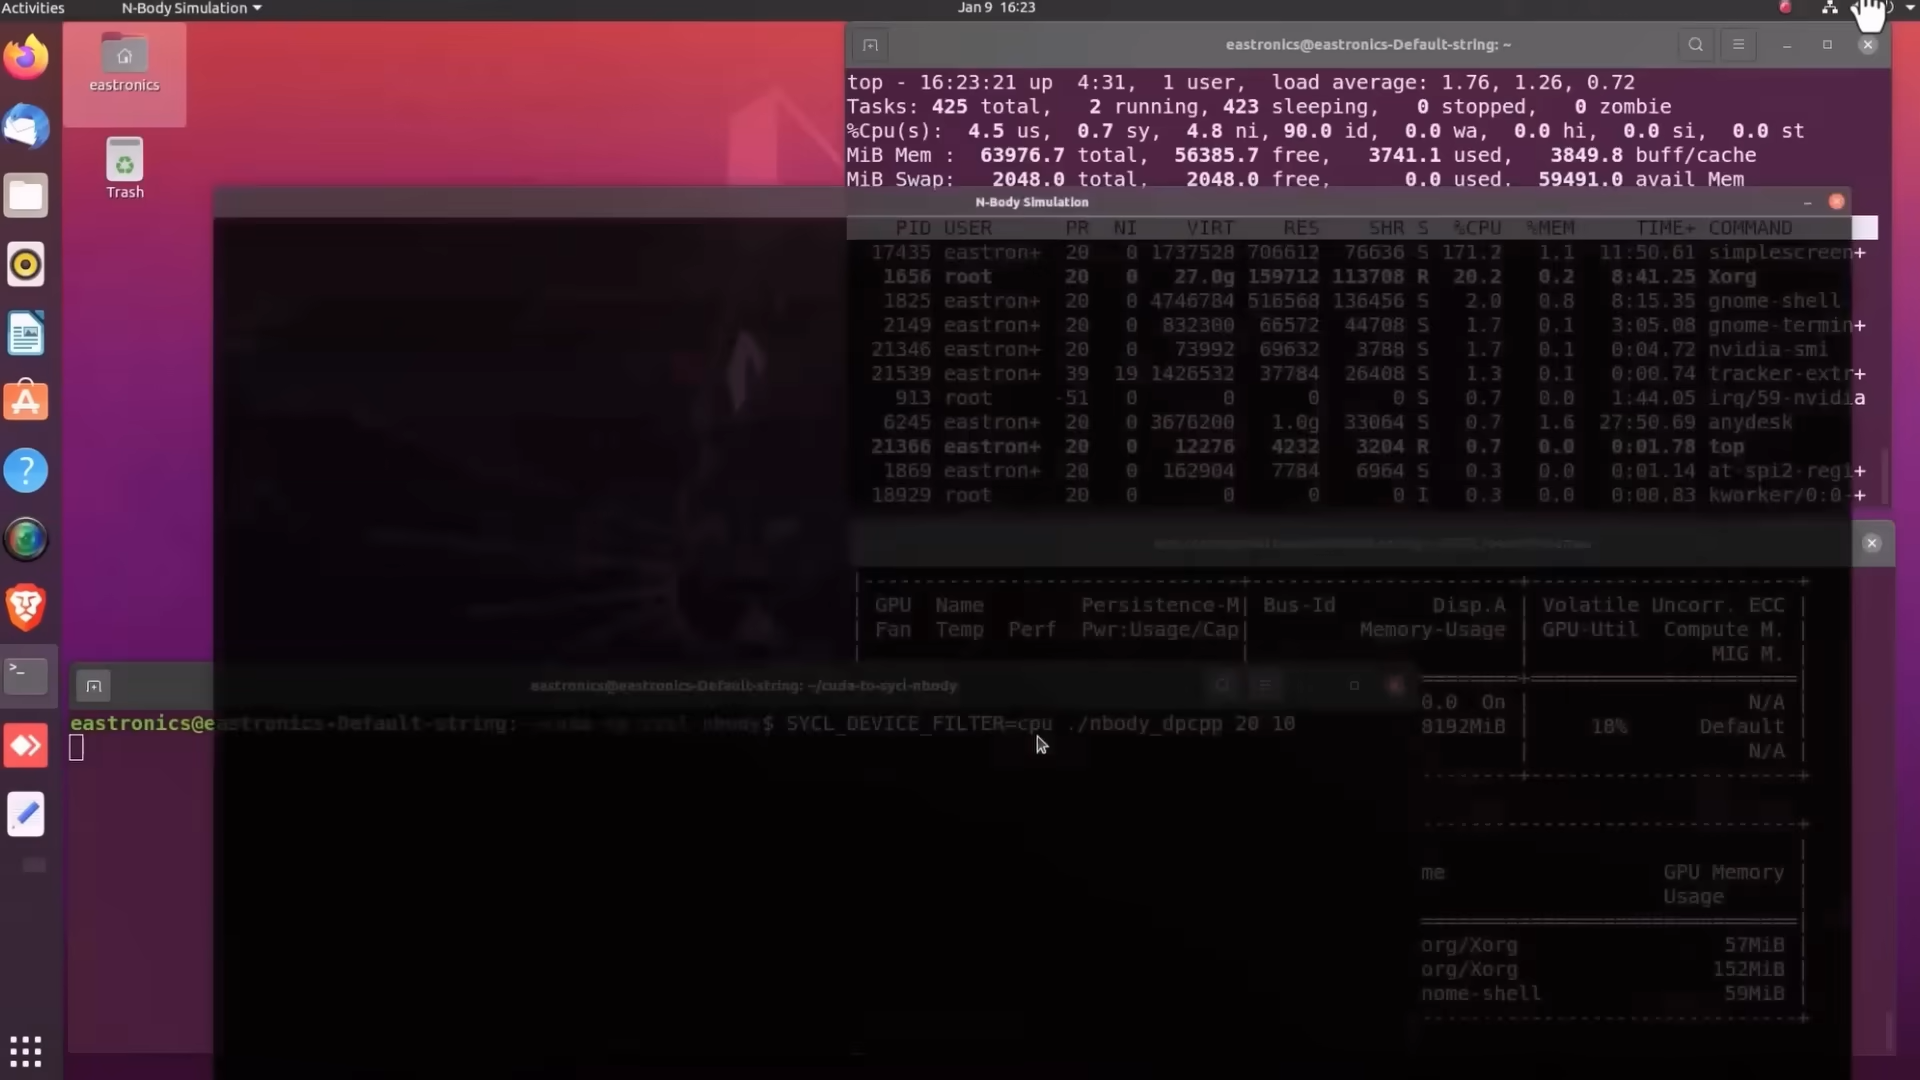 Activities
N-Body Simulation
Jan 9 16:23
eastronics
Trash
eastronics@eastronics-Default-string: ~
top - 16:23:21 up 4:31, 1 user, load average: 1.76, 1.26, 0.72
Tasks: 425 total, 2 running, 423 sleeping, 0 stopped, 0 zombie
%Cpu(s): 4.5 us, 0.7 sy, 4.8 ni, 90.0 id, 0.0 wa, 0.0 hi, 0.0 si, 0.0 st
MiB Mem : 63976.7 total, 56385.7 free, 3741.1 used, 3849.8 buff/cache
MiB Swap: 2048.0 total, 2048.0 free, 0.0 used, 59491.0 avail Mem
N-Body Simulation
PID USER PR NI VIRT RES SHR S %CPU %MEM TIME+ COMMAND
17435 eastron+ 20 0 1737528 706612 76636 S 171.2 1.1 11:50.61 simplescreen+
1656 root 20 0 27.0g 159712 113708 R 20.2 0.2 8:41.25 Xorg
1825 eastron+ 20 0 4746784 516568 136456 S 2.0 0.8 8:15.35 gnome-shell
2149 eastron+ 20 0 832300 66572 44708 S 1.7 0.1 3:05.08 gnome-termin+
21346 eastron+ 20 0 73992 69632 3788 S 1.7 0.1 0:04.72 nvidia-smi
21539 eastron+ 39 19 1426532 37784 26408 S 1.3 0.1 0:00.74 tracker-extr+
913 root -51 0 0 0 0 S 0.7 0.0 1:44.05 irq/59-nvidia
6245 eastron+ 20 0 3676200 1.0g 33064 S 0.7 1.6 27:50.69 anydesk
21366 eastron+ 20 0 12276 4232 3204 R 0.7 0.0 0:01.78 top
1869 eastron+ 20 0 162904 7784 6964 S 0.3 0.0 0:01.14 at-spi2-regi+
18929 root 20 0 0 0 0 I 0.3 0.0 0:00.83 kworker/0:0-+
GPU Name Persistence-M| Bus-Id Disp.A | Volatile Uncorr. ECC |
Fan Temp Perf Pwr:Usage/Cap| Memory-Usage | GPU-Util Compute M. |
MIG M. |
0.0 On | N/A |
8192MiB | 18% Default |
N/A |
me GPU Memory |
Usage |
org/Xorg 57MiB |
org/Xorg 152MiB |
nome-shell 59MiB |
eastronics@eastronics-Default-string: ~/cuda-to-sycl-nbody
eastronics@eastronics-Default-string:~/cuda-to-sycl-nbody$ SYCL_DEVICE_FILTER=cpu ./nbody_dpcpp 20 10